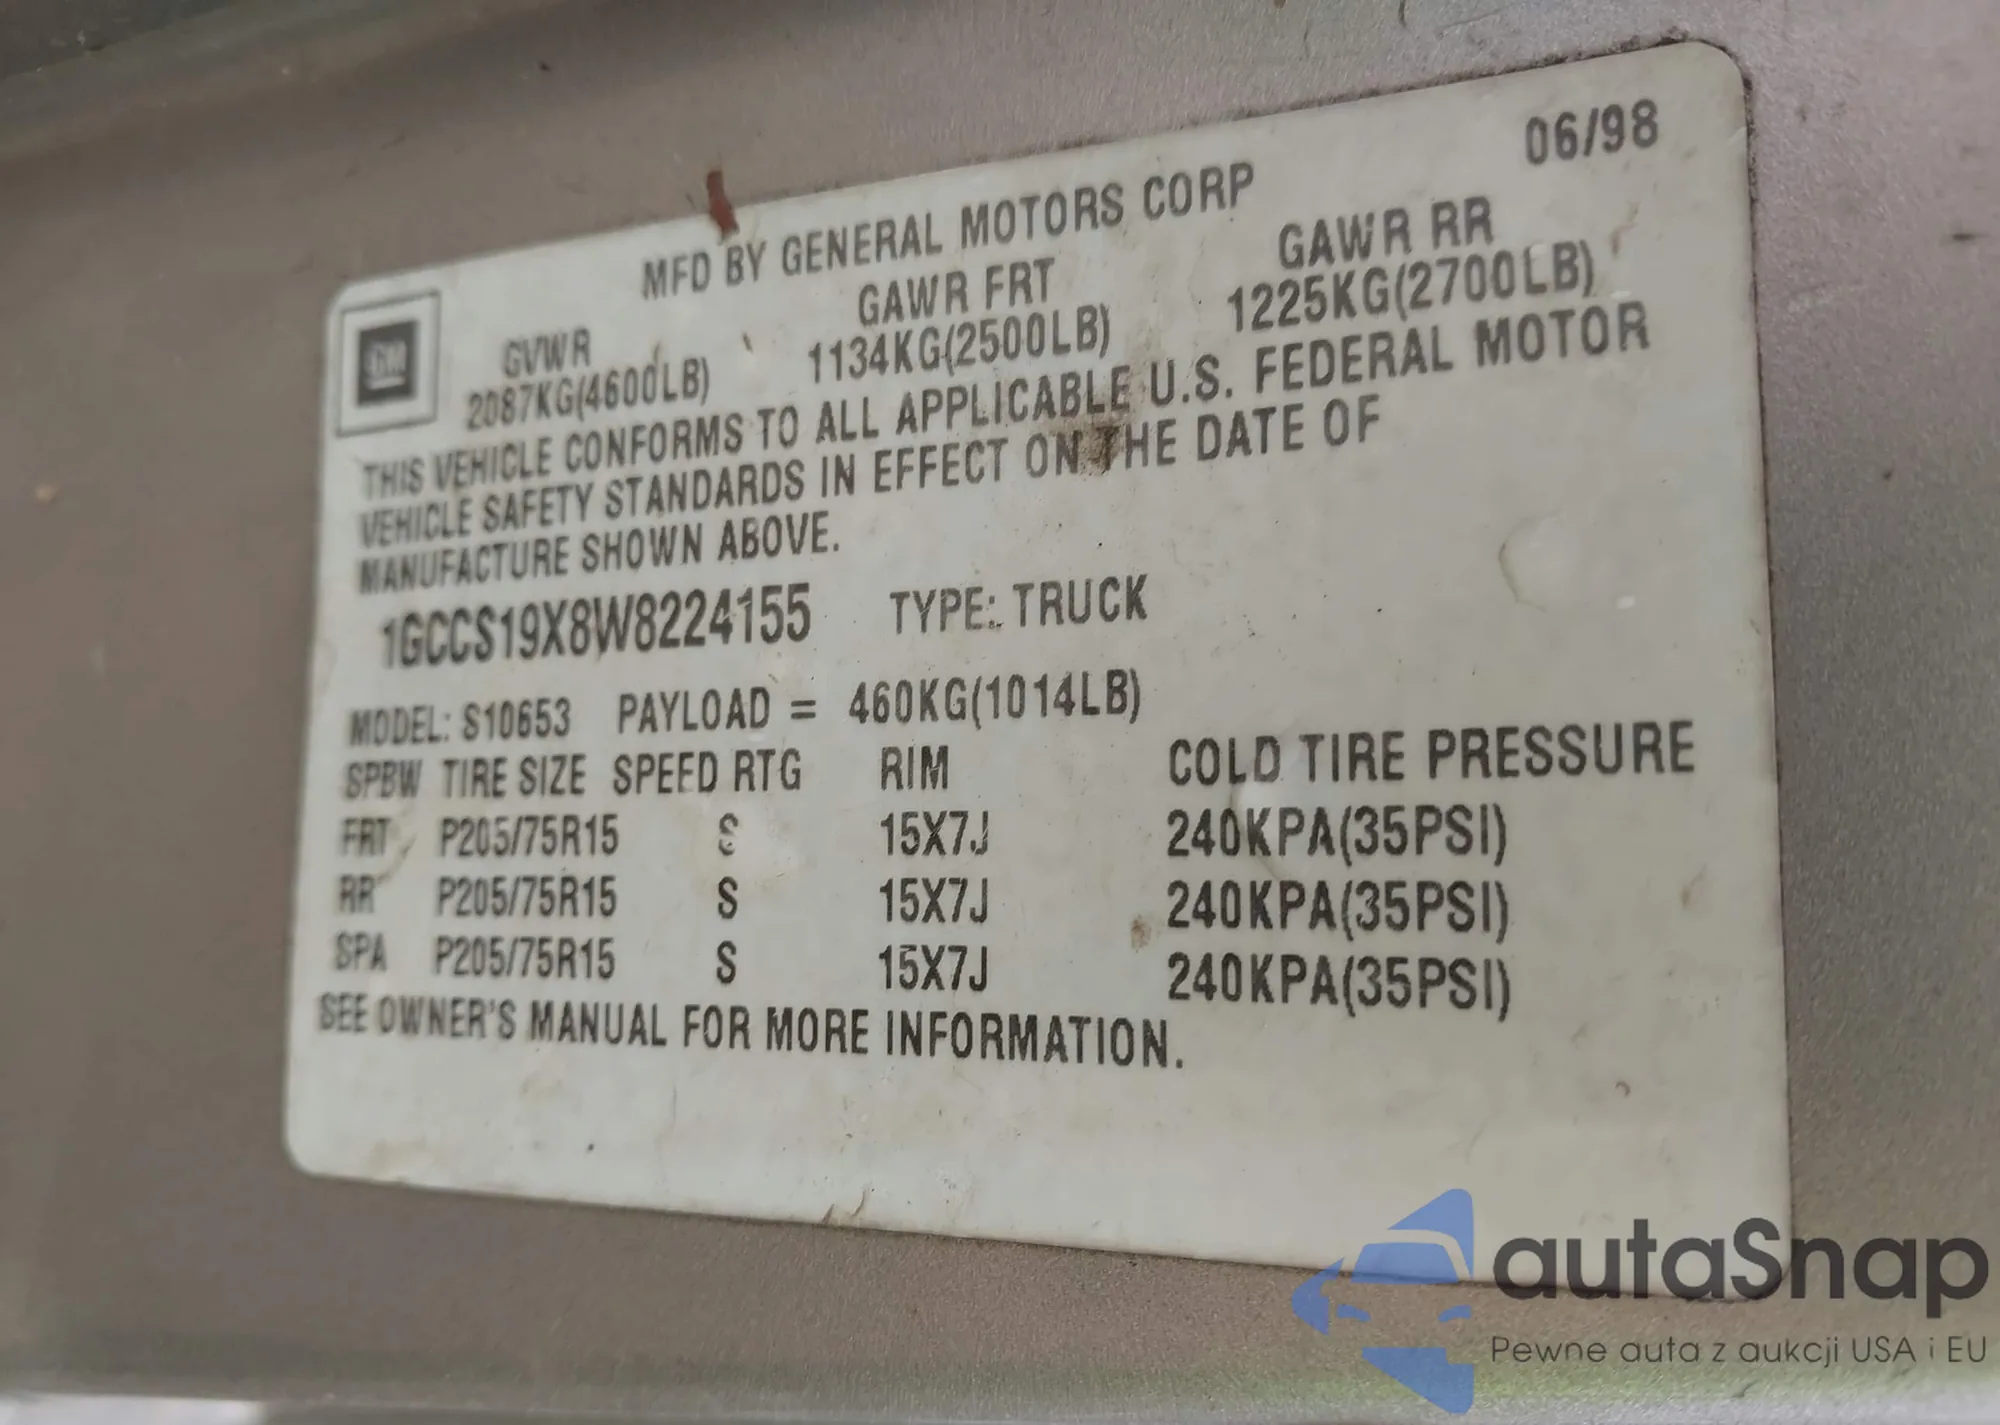 06/98
MFD BY GENERAL MOTORS CORP
GVWR GAWR FRT GAWR RR
2087KG(4600LB) 1134KG(2500LB) 1225KG(2700LB)
THIS VEHICLE CONFORMS TO ALL APPLICABLE U.S. FEDERAL MOTOR
VEHICLE SAFETY STANDARDS IN EFFECT ON THE DATE OF
MANUFACTURE SHOWN ABOVE.
1GCCS19X8W8224155 TYPE: TRUCK
MODEL: S10653 PAYLOAD = 460KG(1014LB)
SPBW TIRE SIZE SPEED RTG RIM COLD TIRE PRESSURE
FRT P205/75R15 S 15X7J 240KPA(35PSI)
RR P205/75R15 S 15X7J 240KPA(35PSI)
SPA P205/75R15 S 15X7J 240KPA(35PSI)
SEE OWNER'S MANUAL FOR MORE INFORMATION.
GM
autaSnap
Pewne auta z aukcji USA i EU